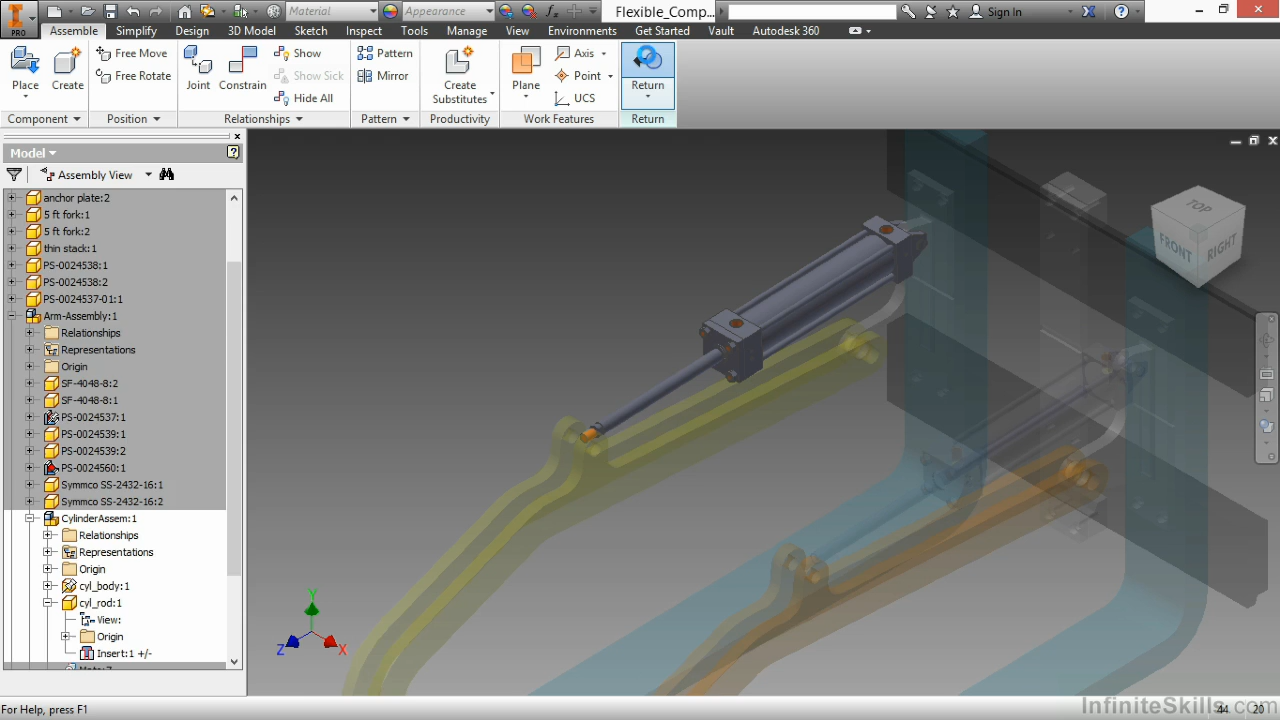 PRO
Material
Appearance
Flexible_Comp...
Sign In
Assemble Simplify Design 3D Model Sketch Inspect Tools Manage View Environments Get Started Vault Autodesk 360
Place Create
Free Move
Free Rotate
Joint Constrain
Show
Show Sick
Hide All
Pattern
Mirror
Create Substitutes
Plane
Axis
Point
UCS
Return
Component Position Relationships Pattern Productivity Work Features Return
Model
Assembly View
anchor plate:2
5 ft fork:1
5 ft fork:2
thin stack:1
PS-0024538:1
PS-0024538:2
PS-0024537-01:1
Arm-Assembly:1
Relationships
Representations
Origin
SF-4048-8:2
SF-4048-8:1
PS-0024537:1
PS-0024539:1
PS-0024539:2
PS-0024560:1
Symmco SS-2432-16:1
Symmco SS-2432-16:2
CylinderAssem:1
Relationships
Representations
Origin
cyl_body:1
cyl_rod:1
View:
Origin
Insert:1 +/-
TOP
FRONT
RIGHT
Y
Z
X
For Help, press F1
44 20
InfiniteSkills.com